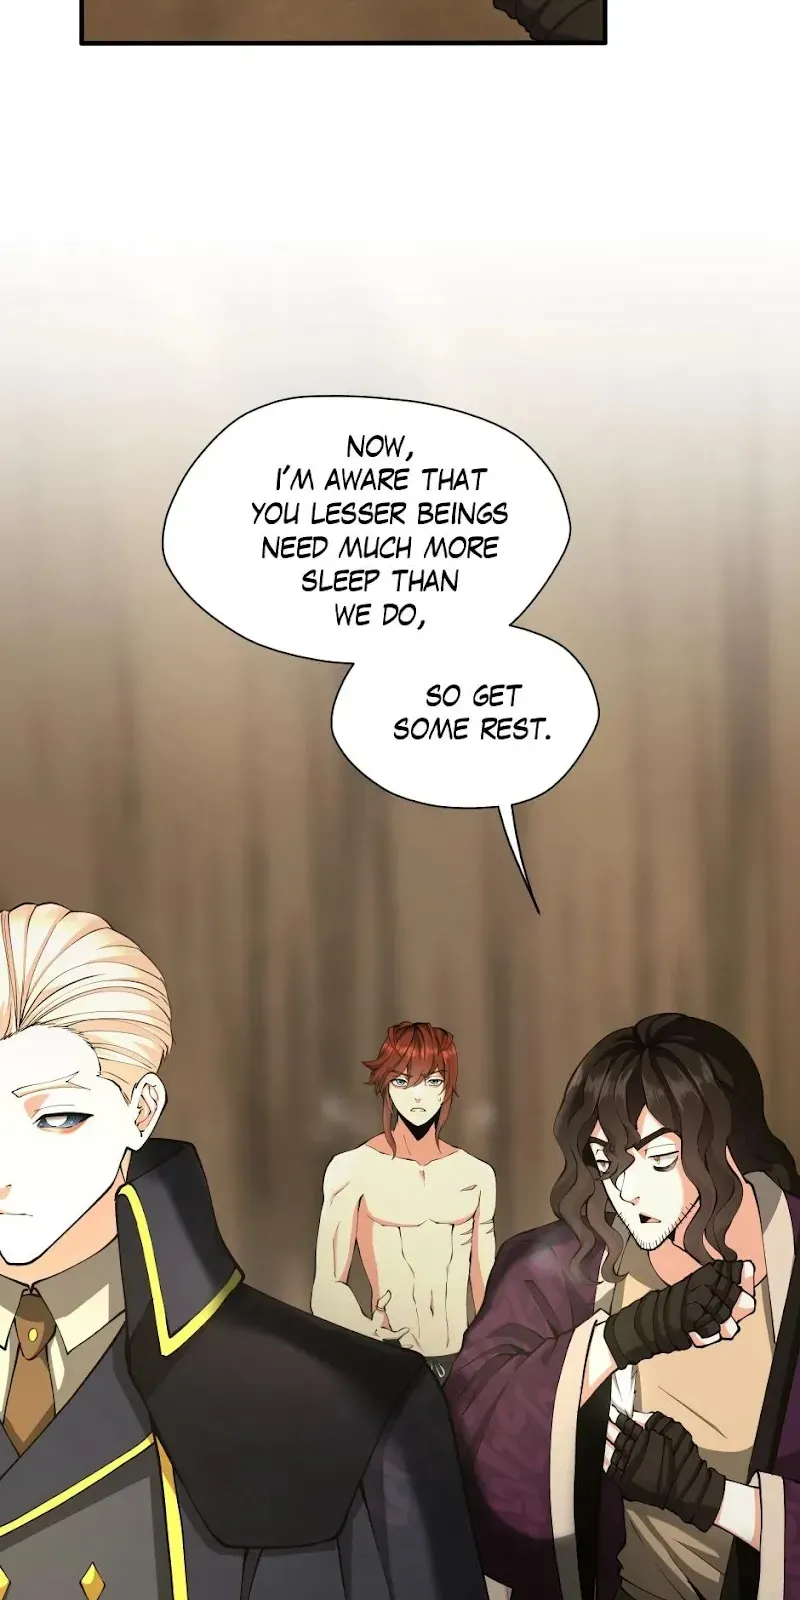 NOW,
I'M AWARE THAT
YOU LESSER BEINGS
NEED MUCH MORE
SLEEP THAN
WE DO,
SO GET
SOME REST.